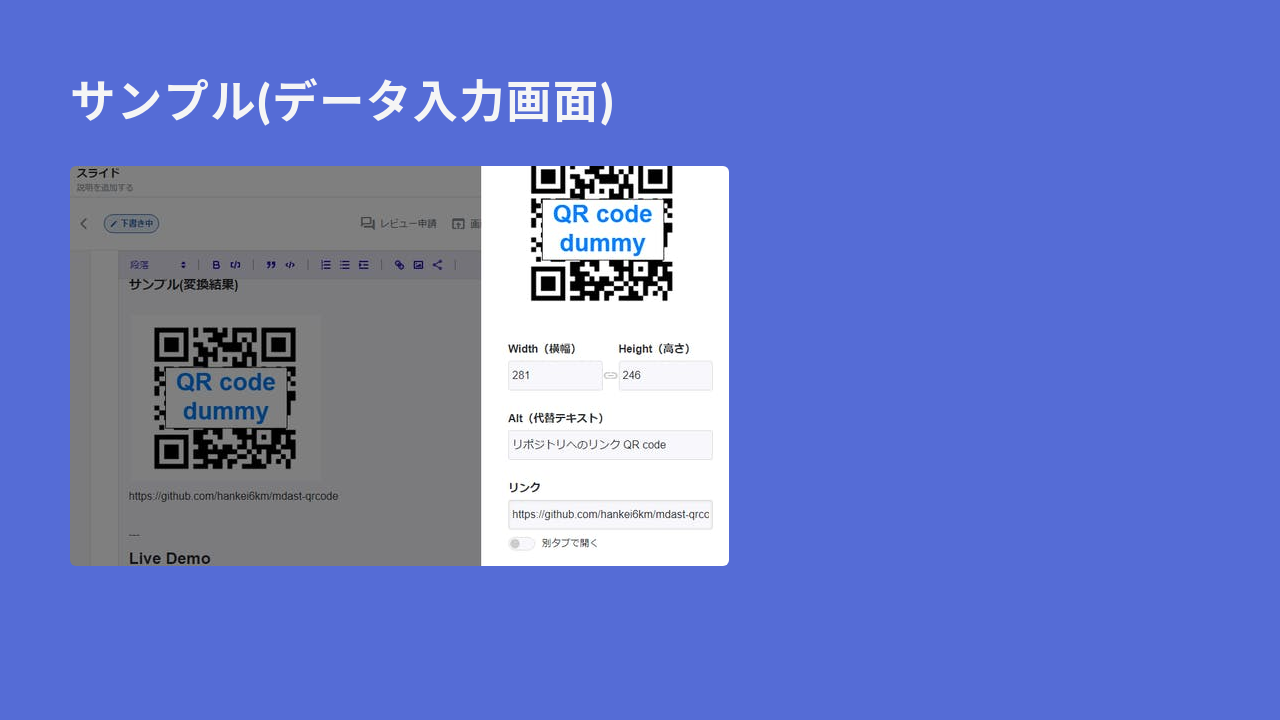 サンプル(データ入力画面)
スライド
説明を追加する
下書き中
レビュー申請
段落
サンプル(変換結果)
QR code
dummy
https://github.com/hankei6km/mdast-qrcode
---
Live Demo
QR code
dummy
Width（横幅）
Height（高さ）
281
246
Alt（代替テキスト）
リポジトリへのリンク QR code
リンク
https://github.com/hankei6km/mdast-qrcc
別タブで開く